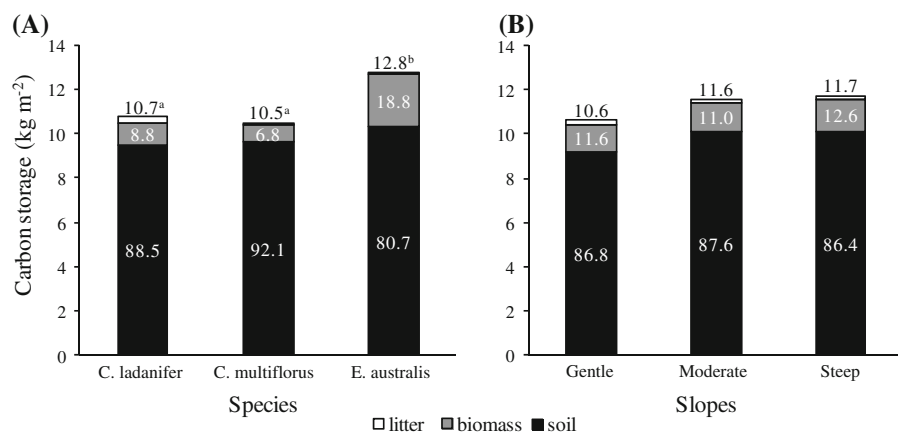 (A)
Carbon storage (kg m⁻²)
14
12
10
8
6
4
2
0
10.7ᵃ
8.8
88.5
10.5ᵃ
6.8
92.1
12.8ᵇ
18.8
80.7
C. ladanifer C. multiflorus E. australis
Species
(B)
14
12
10
8
6
4
2
0
10.6
11.6
86.8
11.6
11.0
87.6
11.7
12.6
86.4
Gentle Moderate Steep
Slopes
litter biomass soil